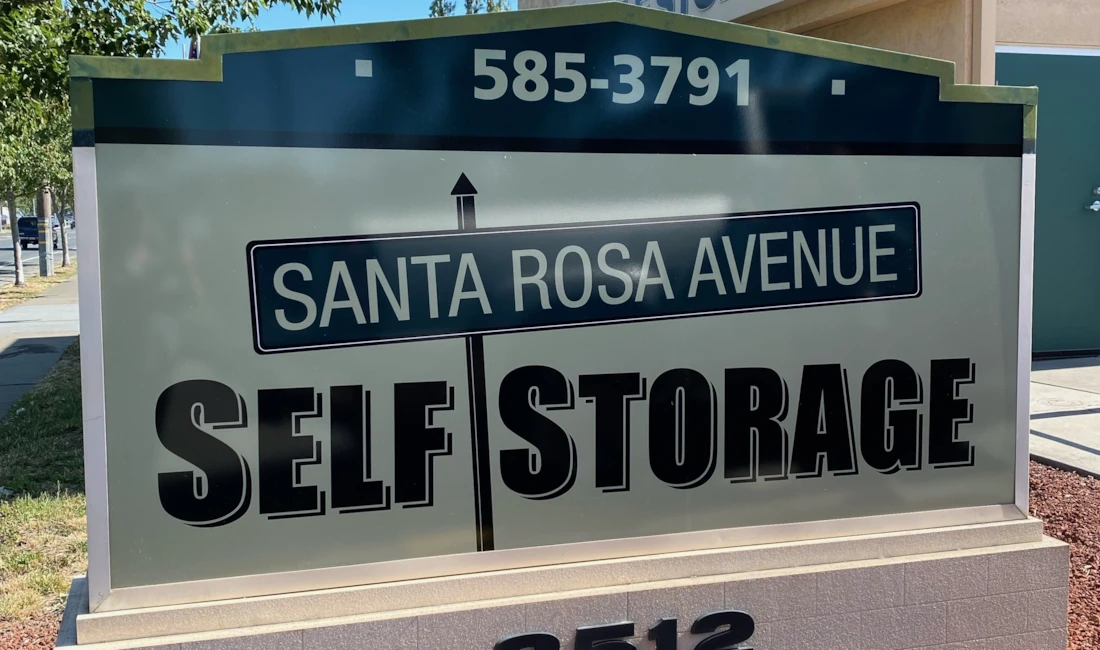 585-3791
SANTA ROSA AVENUE
SELF STORAGE